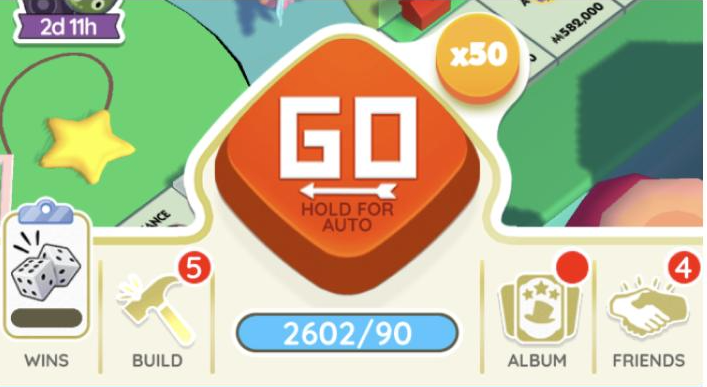 2d 11h
₥582,000
x50
GO
HOLD FOR
AUTO
5
4
2602/90
WINS
BUILD
ALBUM
FRIENDS